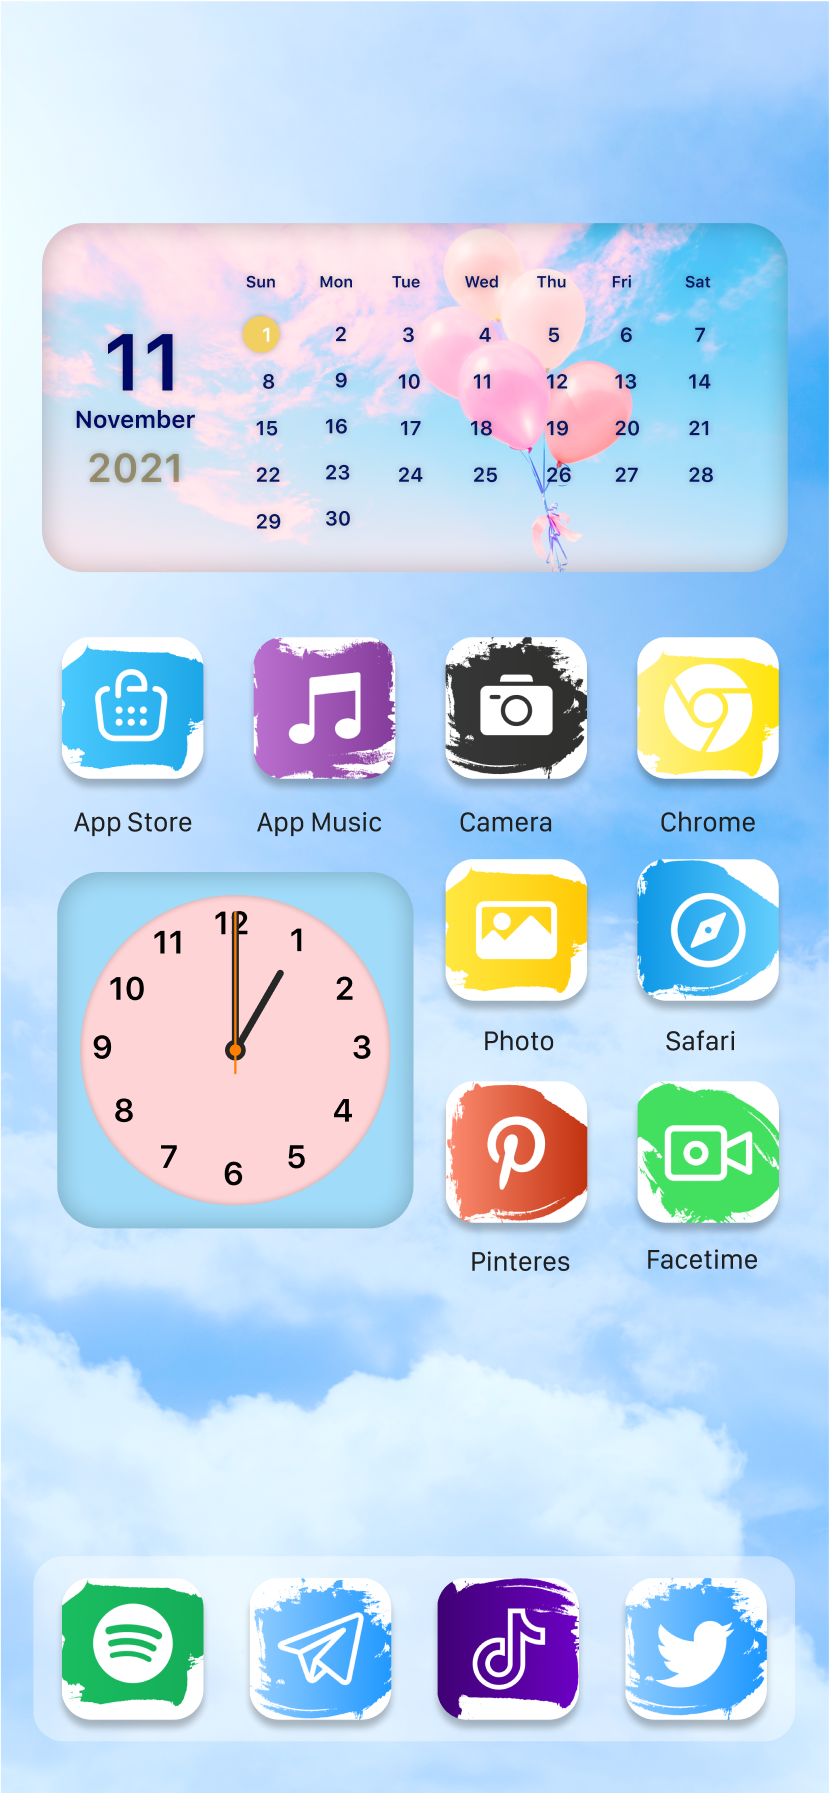 Sun Mon Tue Wed Thu Fri Sat
11
November
2021
1 2 3 4 5 6 7
8 9 10 11 12 13 14
15 16 17 18 19 20 21
22 23 24 25 26 27 28
29 30
App Store App Music Camera Chrome
12
11 1
10 2
9 3
8 4
7 5
6
Photo Safari
Pinteres Facetime